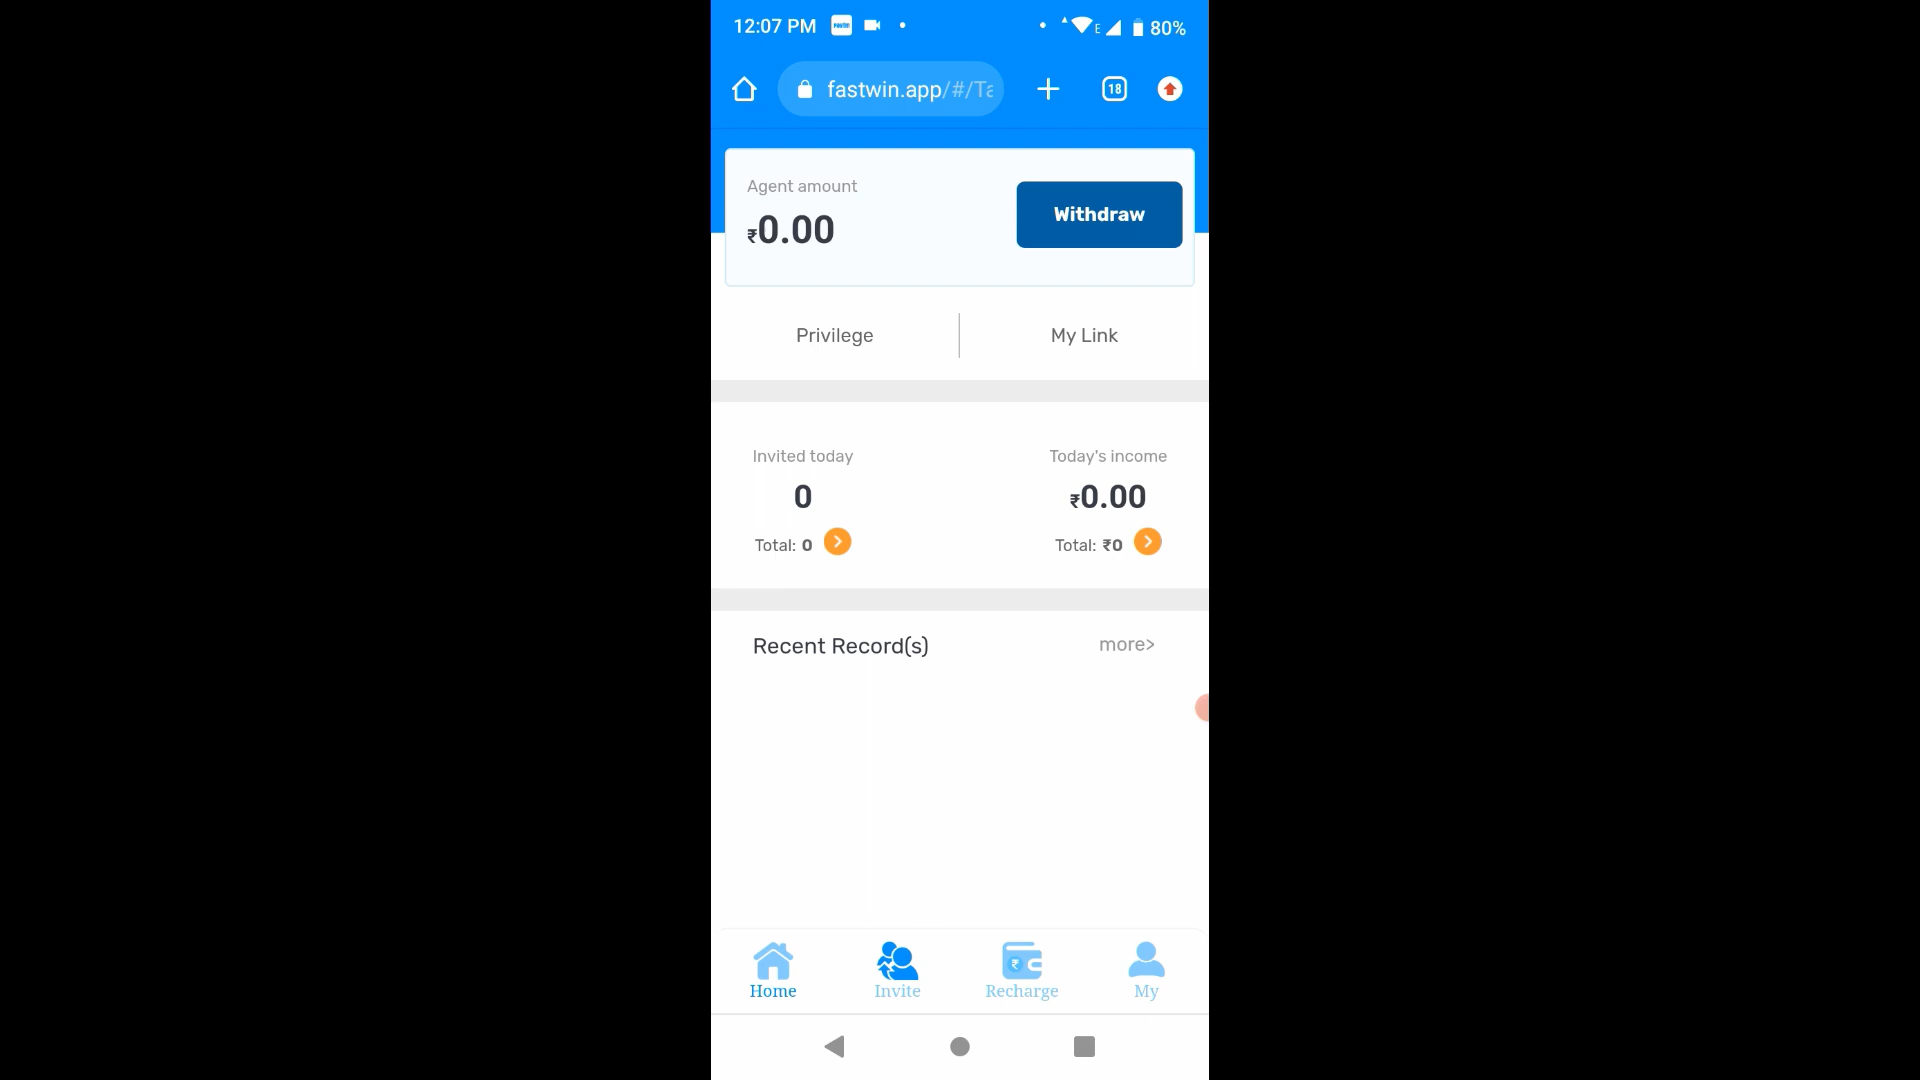 12:07 PM paytm E 80%
fastwin.app/#/Ta 18
Agent amount
₹0.00
Withdraw
Privilege My Link
Invited today Today's income
0 ₹0.00
Total: 0 Total: ₹0
Recent Record(s) more>
Home Invite Recharge My